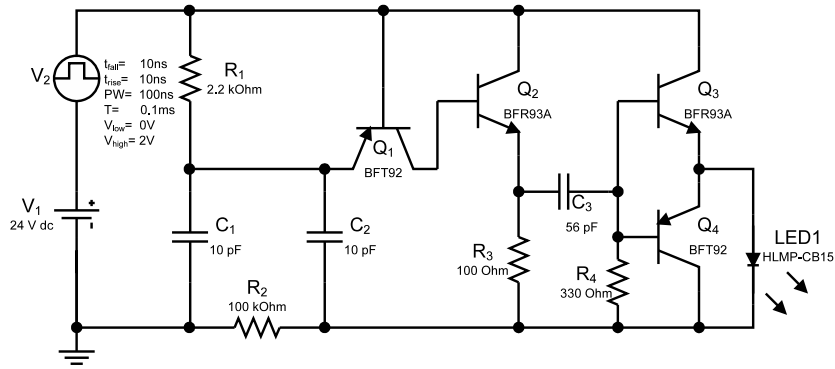 V2
tfall= 10ns
trise= 10ns
PW= 100ns
T= 0.1ms
Vlow= 0V
Vhigh= 2V
R1
2.2 kOhm
Q1
BFT92
Q2
BFR93A
Q3
BFR93A
V1
24 V dc
+
-
C1
10 pF
C2
10 pF
R2
100 kOhm
C3
56 pF
R3
100 Ohm
R4
330 Ohm
Q4
BFT92
LED1
HLMP-CB15